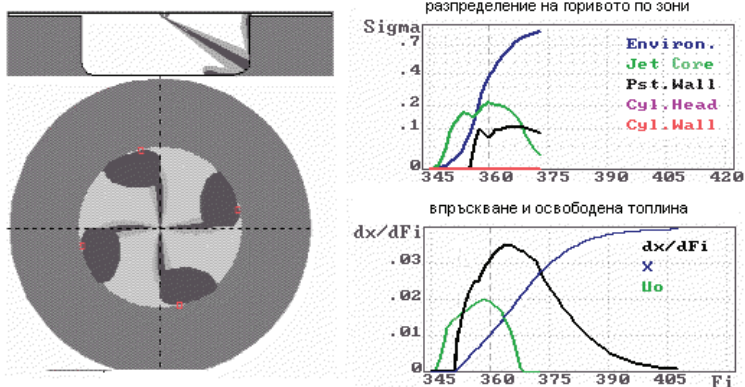 разпределение на горивото по зони
Sigma
.7
.4
.2
.1
0
Environ.
Jet Core
Pst.Wall
Cyl.Head
Cyl.Wall
345 360 375 390 405 420
впръскване и освободена топлина
dx/dFi
.03
.02
.01
0
dx/dFi
X
Uo
345 360 375 390 405 Fi